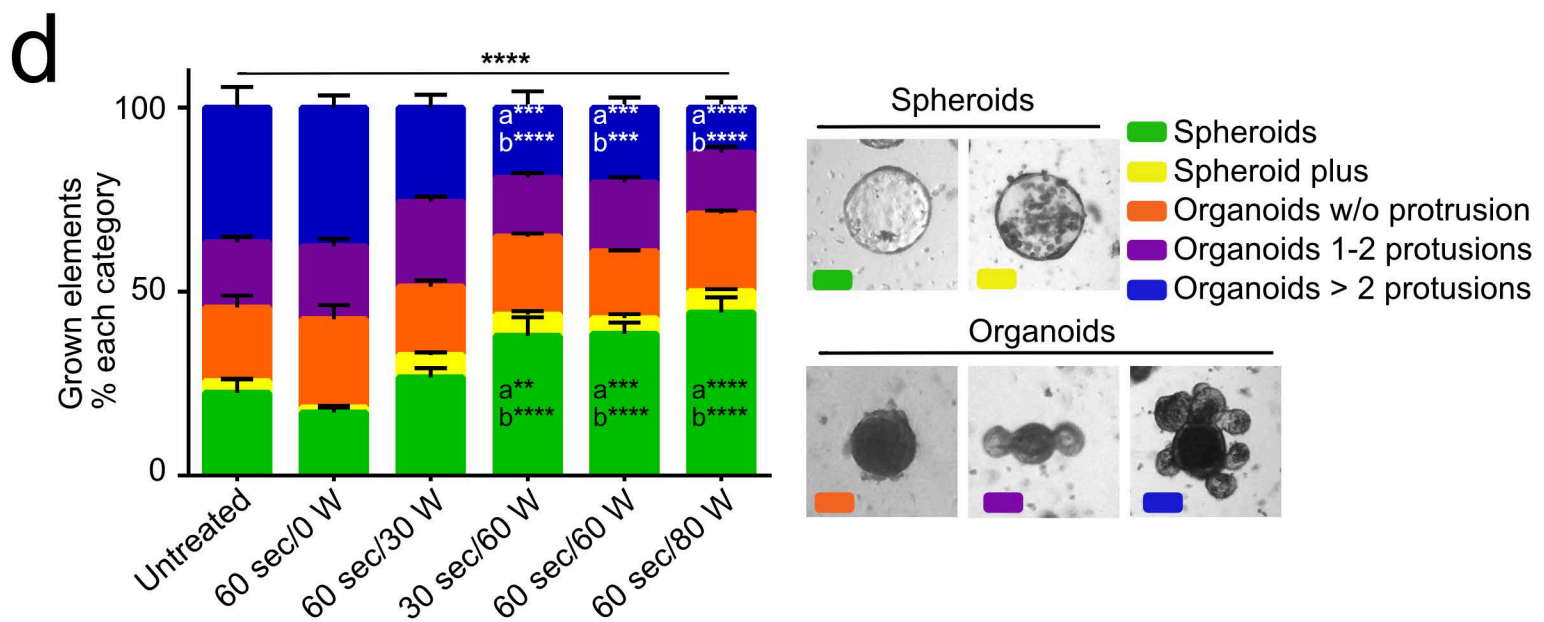 d
****
Grown elements
% each category
100
50
0
a***
b****
a***
b***
a****
b****
a**
b****
a***
b****
a****
b****
Untreated
60 sec/0 W
60 sec/30 W
30 sec/60 W
60 sec/60 W
60 sec/80 W
Spheroids
Organoids
Spheroids
Spheroid plus
Organoids w/o protrusion
Organoids 1-2 protusions
Organoids > 2 protusions